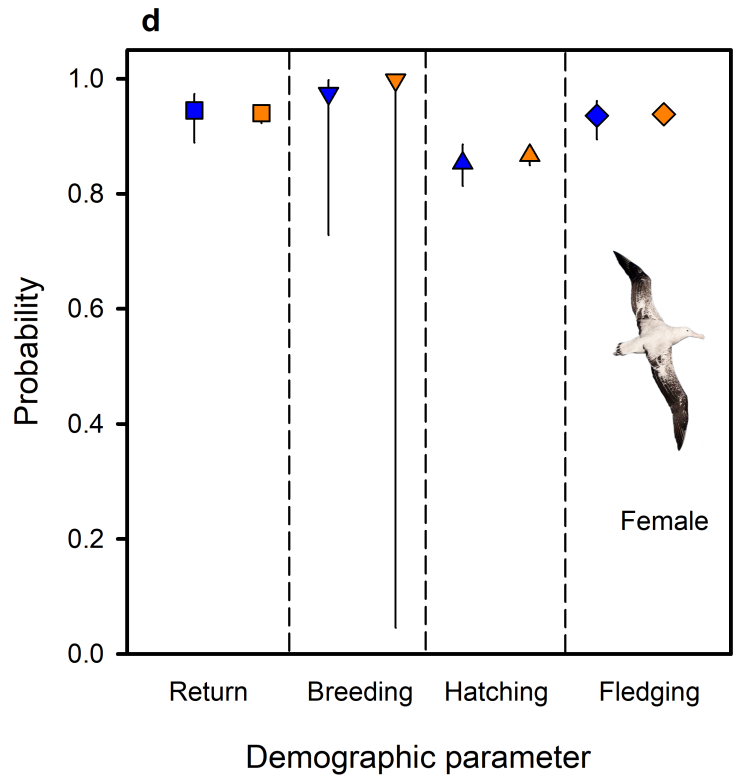 d
1.0
0.8
0.6
0.4
0.2
0.0
Probability
Female
Return Breeding Hatching Fledging
Demographic parameter